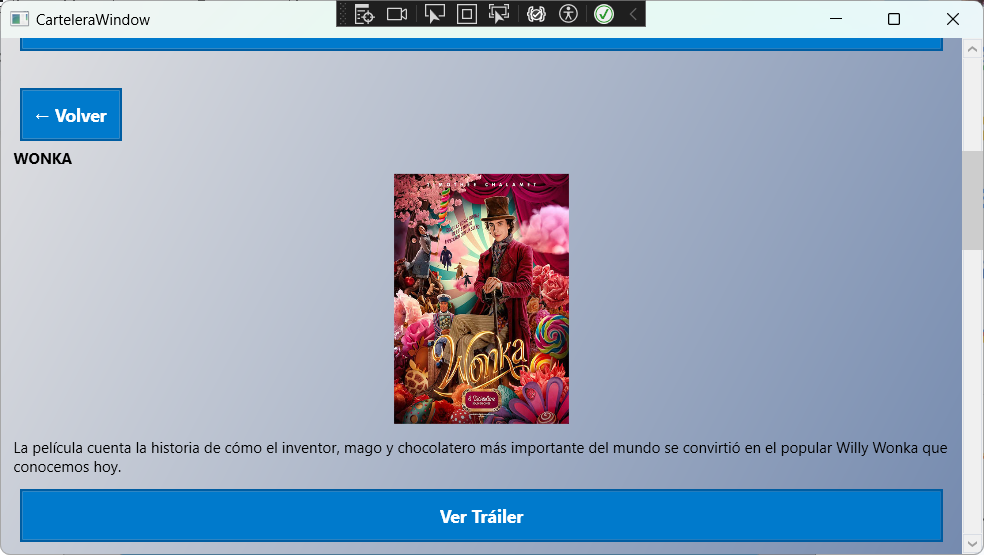 CarteleraWindow
← Volver
WONKA
CHALAMET
Wonka
La película cuenta la historia de cómo el inventor, mago y chocolatero más importante del mundo se convirtió en el popular Willy Wonka que
conocemos hoy.
Ver Tráiler